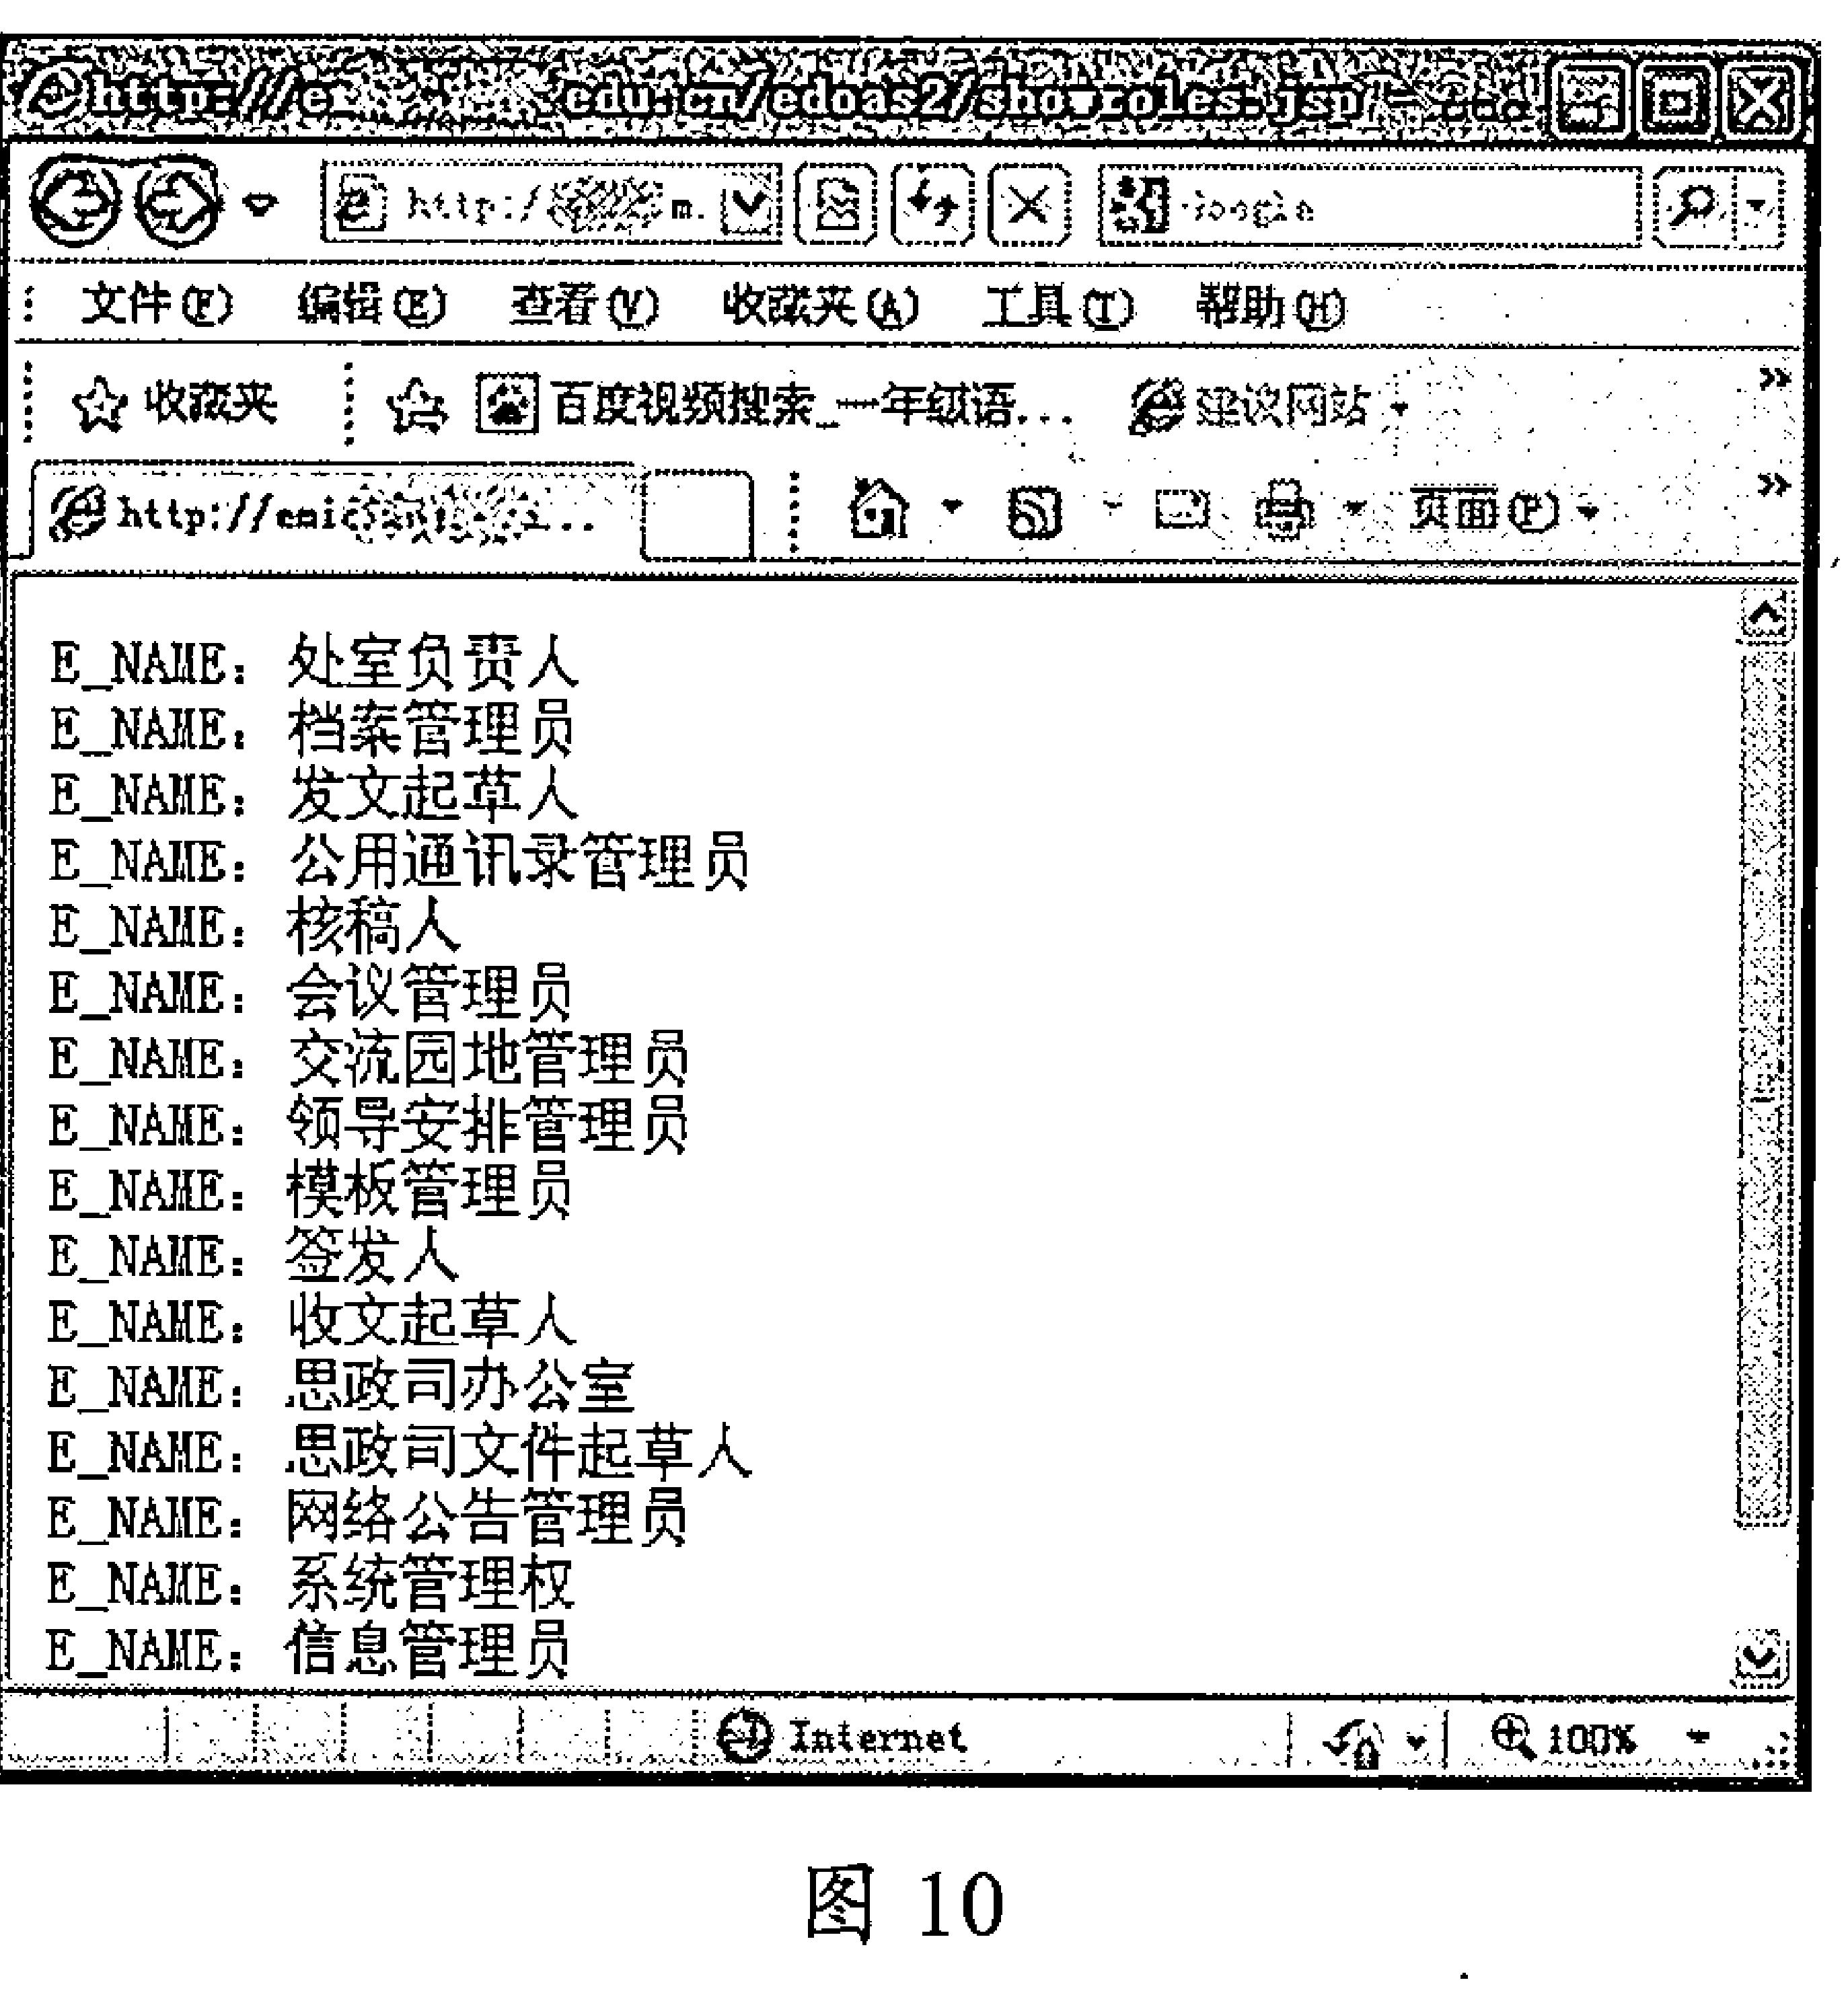 edu.cn/edoas2/showroles.jsp
http:/
文件(F) 编辑(E) 查看(V) 收藏夹(A) 工具(T) 帮助(H)
收藏夹 百度视频搜索_一年级语... 建议网站
http://emi ... 页面(P)
E_NAME: 处室负责人
E_NAME: 档案管理员
E_NAME: 发文起草人
E_NAME: 公用通讯录管理员
E_NAME: 核稿人
E_NAME: 会议管理员
E_NAME: 交流园地管理员
E_NAME: 领导安排管理员
E_NAME: 模板管理员
E_NAME: 签发人
E_NAME: 收文起草人
E_NAME: 思政司办公室
E_NAME: 思政司文件起草人
E_NAME: 网络公告管理员
E_NAME: 系统管理权
E_NAME: 信息管理员
Internet 100%
图 10